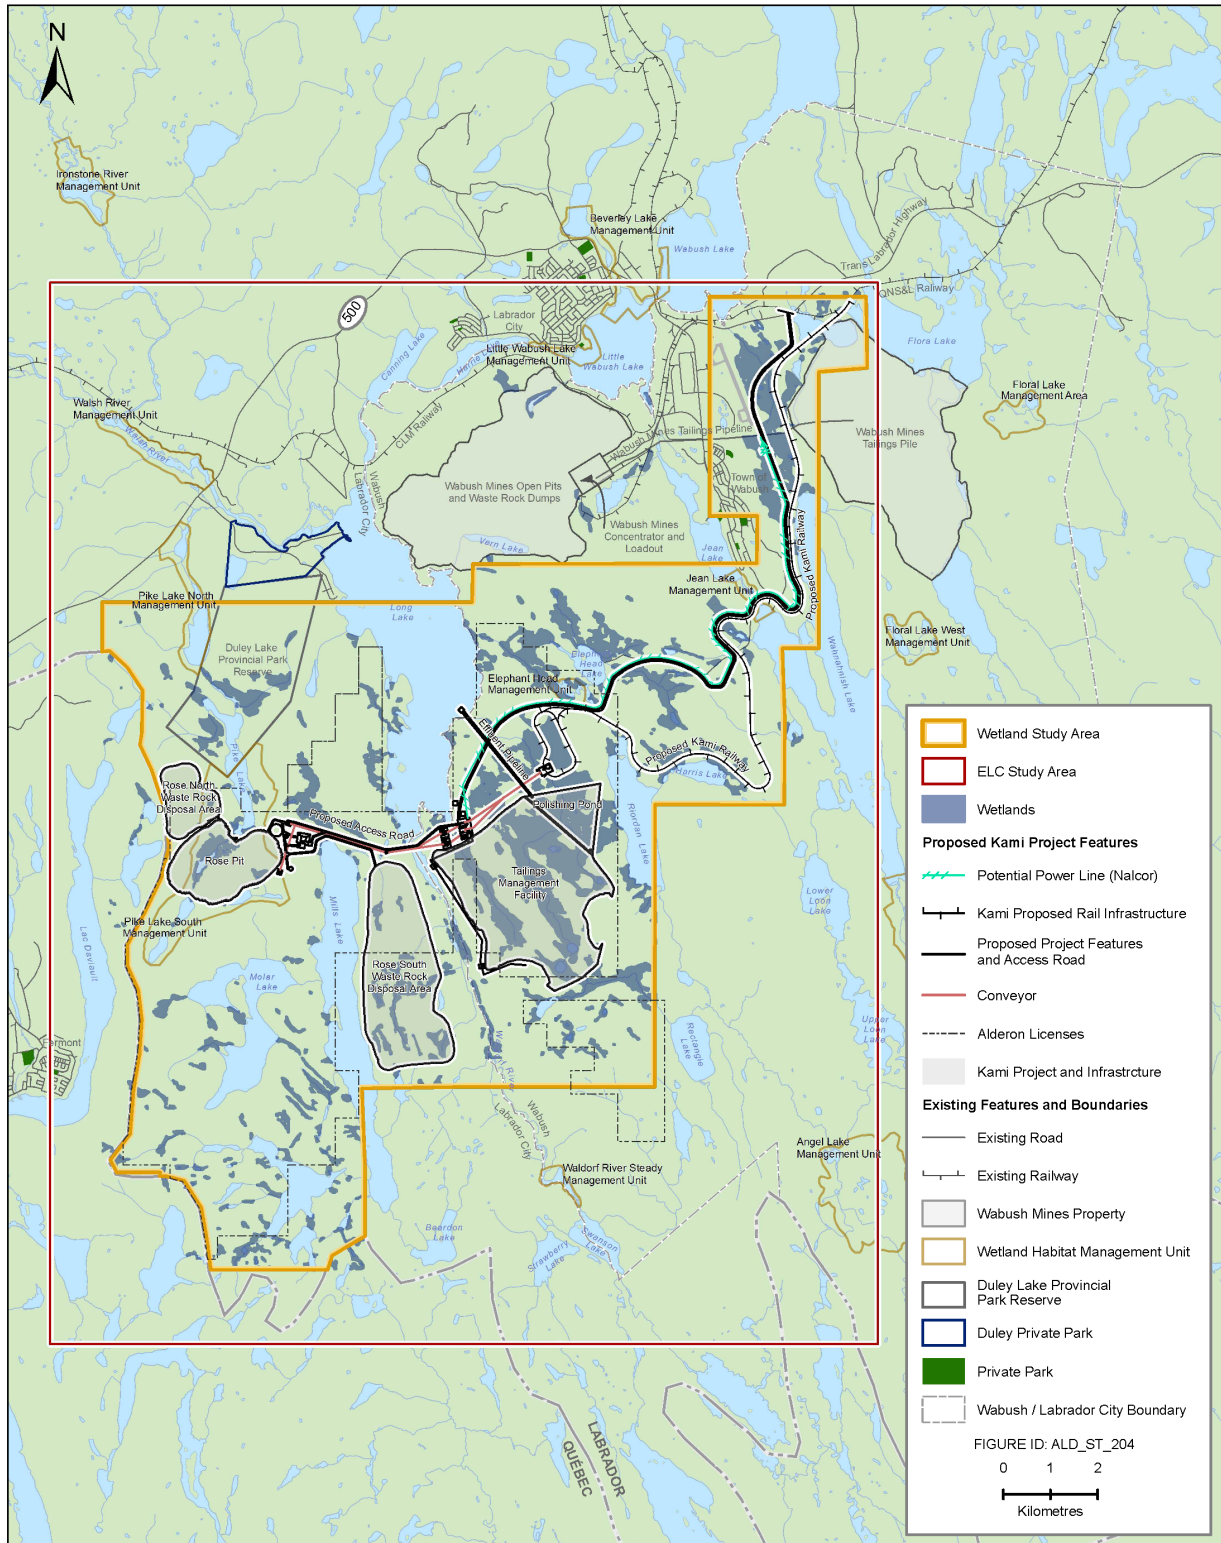 N
Ironstone River
Management Unit
Beverley Lake
Management Unit
Wabush Lake
Trans Labrador Highway
QNS&L Railway
500
Labrador
City
Canning Lake
Harrie Lake
Little Wabush Lake
Management Unit
Little
Wabush Lake
Flora Lake
Floral Lake
Management Area
Walsh River
Management Unit
Walsh River
CLM Railway
Wabush Mines Tailings Pipeline
Wabush Mines
Tailings Pile
Wabush
Labrador City
Wabush Mines Open Pits
and Waste Rock Dumps
Town of
Wabush
Wabush Mines
Concentrator and
Loadout
Vern Lake
Jean
Lake
Jean Lake
Management Unit
Proposed Kami Railway
Pike Lake North
Management Unit
Long
Lake
Floral Lake West
Management Unit
Duley Lake
Provincial Park
Reserve
Elephant
Head
Lake
Elephant Head
Management Unit
Wahnahnish Lake
Pike Lake
Effluent Pipeline
Proposed Kami Railway
Harris Lake
Rose North
Waste Rock
Disposal Area
Proposed Access Road
Polishing Pond
Riordan Lake
Rose Pit
Tailings
Management
Facility
Lower
Loon
Lake
Pike Lake South
Management Unit
Mills Lake
Lac Daviault
Molar
Lake
Rose South
Waste Rock
Disposal Area
Upper
Loon
Lake
Rectangle
Lake
Fermont
Waldorf River
Wabush
Labrador City
Angel Lake
Management Unit
Waldorf River Steady
Management Unit
Beardon
Lake
Strawberry
Lake
Swanson
Lake
LABRADOR
QUÉBEC
Wetland Study Area
ELC Study Area
Wetlands
Proposed Kami Project Features
Potential Power Line (Nalcor)
Kami Proposed Rail Infrastructure
Proposed Project Features
and Access Road
Conveyor
Alderon Licenses
Kami Project and Infrastrcture
Existing Features and Boundaries
Existing Road
Existing Railway
Wabush Mines Property
Wetland Habitat Management Unit
Duley Lake Provincial
Park Reserve
Duley Private Park
Private Park
Wabush / Labrador City Boundary
FIGURE ID: ALD_ST_204
0 1 2
Kilometres